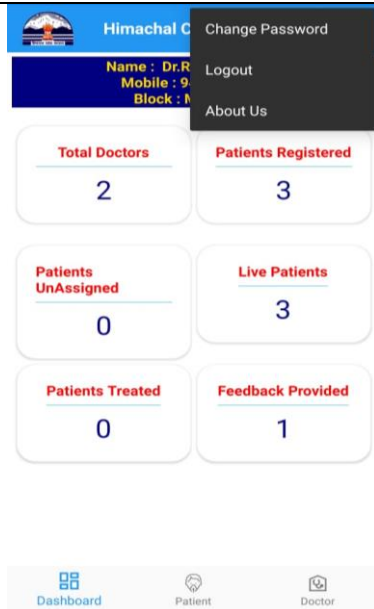 Himachal C
Change Password
Logout
About Us
Name : Dr.R
Mobile : 9
Block :
Total Doctors
2
Patients Registered
3
Patients
UnAssigned
0
Live Patients
3
Patients Treated
0
Feedback Provided
1
Dashboard
Patient
Doctor